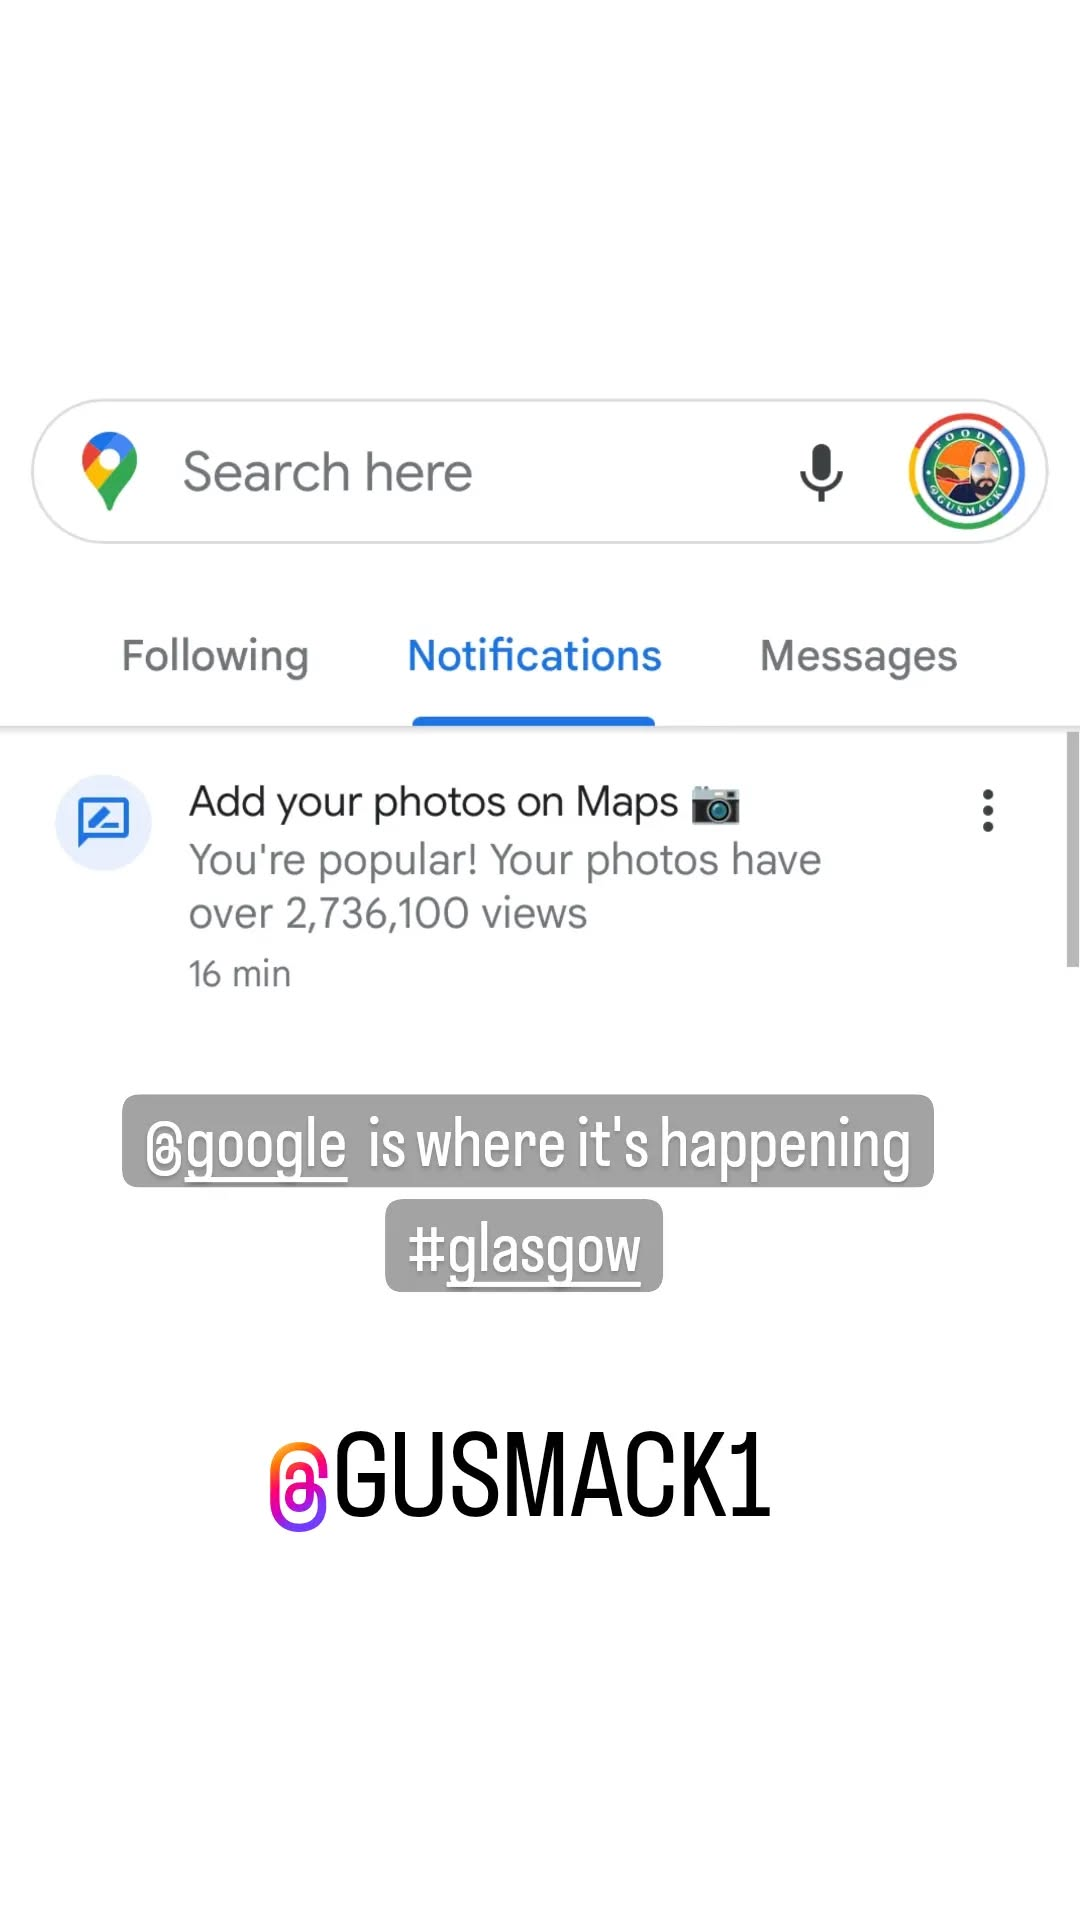 Search here
FOODIE
@GUSMACK1
Following Notifications Messages
Add your photos on Maps 📷
You're popular! Your photos have
over 2,736,100 views
16 min
@google is where it's happening
#glasgow
@GUSMACK1